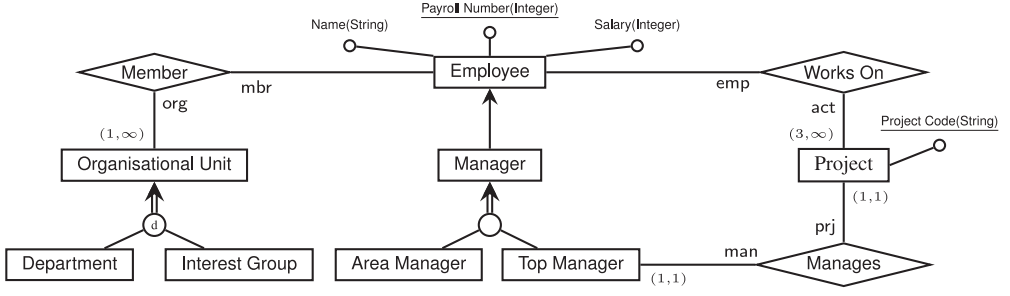 Payroll Number(Integer)
Name(String)
Salary(Integer)
Member
Employee
Works On
mbr
emp
org
act
(1,∞)
(3,∞)
Project Code(String)
Organisational Unit
Manager
Project
(1,1)
d
prj
man
Department
Interest Group
Area Manager
Top Manager
Manages
(1,1)